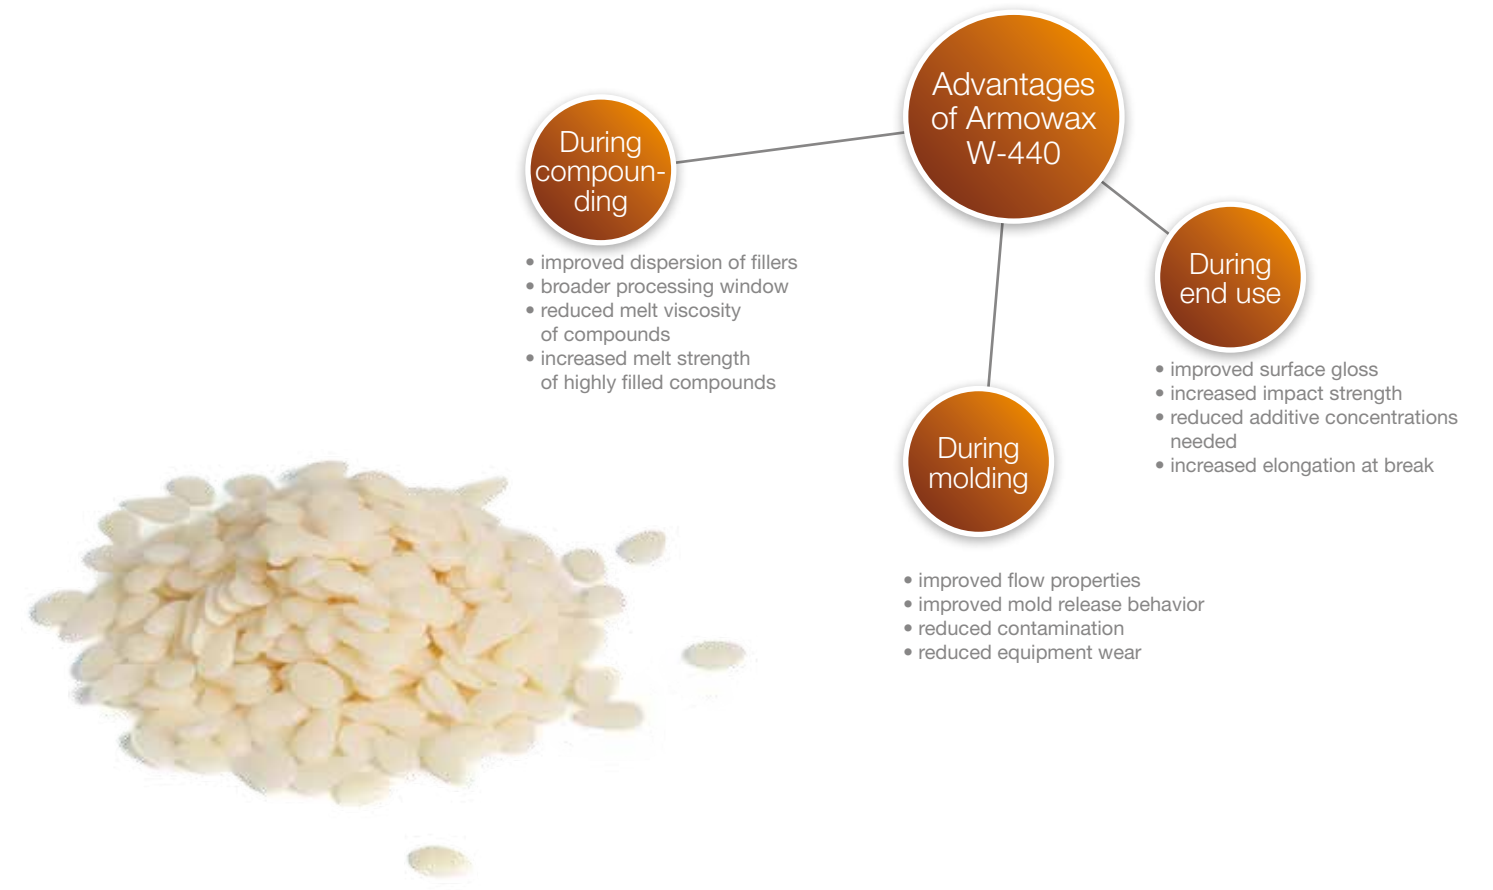 Advantages
of Armowax
W-440
During
compoun-
ding
• improved dispersion of fillers
• broader processing window
• reduced melt viscosity
of compounds
• increased melt strength
of highly filled compounds
During
end use
• improved surface gloss
• increased impact strength
• reduced additive concentrations
needed
• increased elongation at break
During
molding
• improved flow properties
• improved mold release behavior
• reduced contamination
• reduced equipment wear